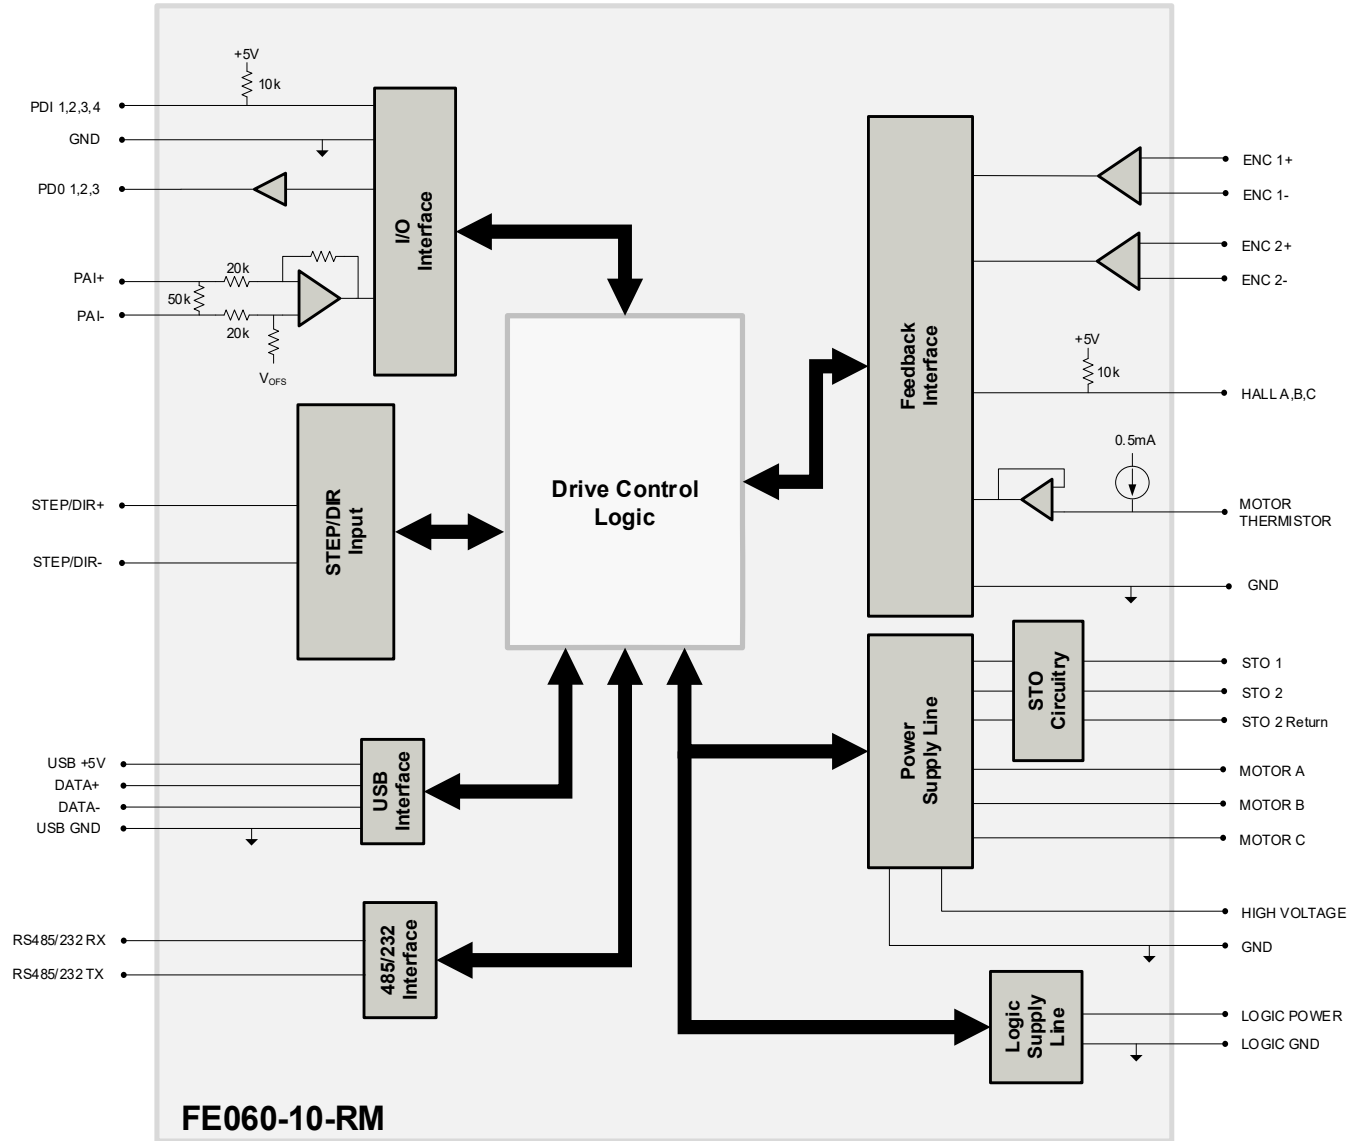 +5V
10k
PDI 1,2,3,4
GND
PD0 1,2,3
PAI+
20k
50k
PAI-
20k
VOFS
I/O
Interface
STEP/DIR+
STEP/DIR-
STEP/DIR
Input
Drive Control
Logic
USB +5V
DATA+
DATA-
USB GND
USB
Interface
RS485/232 RX
RS485/232 TX
485/232
Interface
Feedback
Interface
ENC 1+
ENC 1-
ENC 2+
ENC 2-
+5V
10k
HALL A,B,C
0.5mA
MOTOR
THERMISTOR
GND
Power
Supply Line
STO
Circuitry
STO 1
STO 2
STO 2 Return
MOTOR A
MOTOR B
MOTOR C
HIGH VOLTAGE
GND
Logic
Supply
Line
LOGIC POWER
LOGIC GND
FE060-10-RM